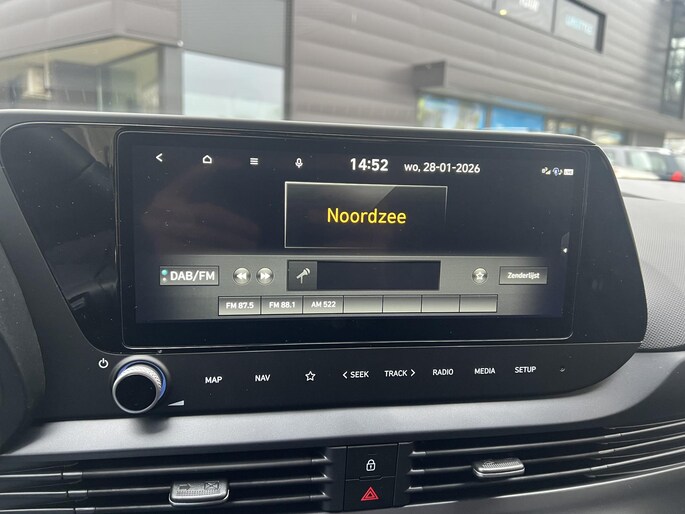 14:52 wo, 28-01-2026
Noordzee
DAB/FM Zenderlijst
FM 87.5 FM 88.1 AM 522
MAP NAV < SEEK TRACK > RADIO MEDIA SETUP